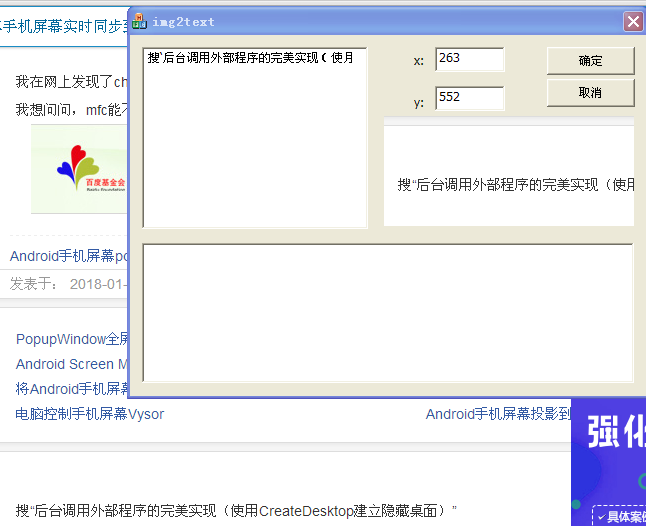 手机屏幕实时同步
img2text
我在网上发现了ch
我想问问，mfc能
百度基金会
Baidu Foundation
搜“后台调用外部程序的完美实现（使用
x:
263
确定
y:
552
取消
搜“后台调用外部程序的完美实现（使用
Android手机屏幕pc
发表于： 2018-01-
PopupWindow全屏
Android Screen M
将Android手机屏幕
电脑控制手机屏幕Vysor
Android手机屏幕投影到
强化
✓具体案例
搜“后台调用外部程序的完美实现（使用CreateDesktop建立隐藏桌面）”